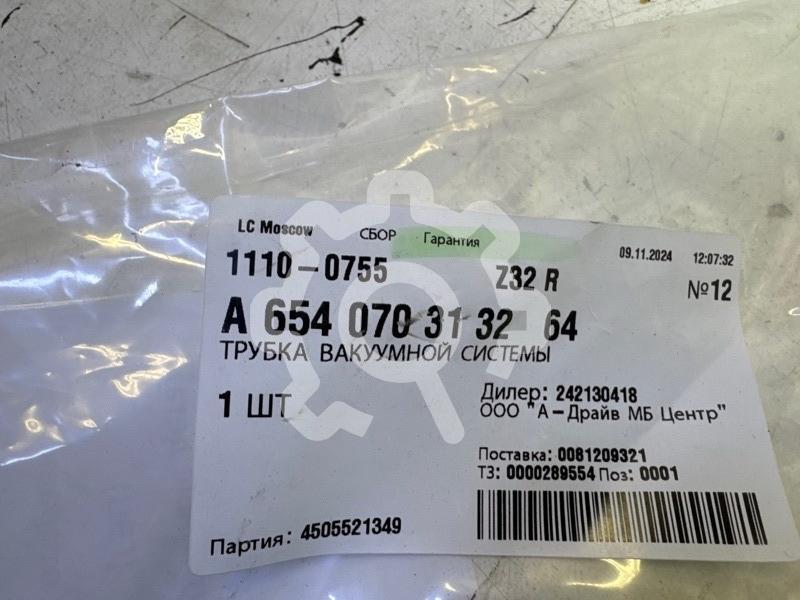 LC Moscow СБОР Гарантия 09.11.2024 12:07:32
1110-0755 Z32 R №12
A 654 070 31 32 64
ТРУБКА ВАКУУМНОЙ СИСТЕМЫ
1 ШТ
Дилер: 242130418
ООО "А-Драйв МБ Центр"
Поставка: 0081209321
ТЗ: 0000289554 Поз: 0001
Партия: 4505521349